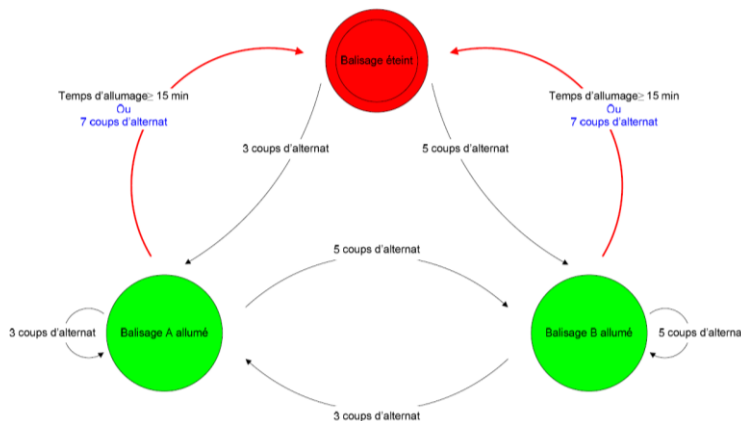 Balisage éteint
Temps d'allumage≥ 15 min
Ou
7 coups d'alternat
Temps d'allumage≥ 15 min
Ou
7 coups d'alternat
3 coups d'alternat
5 coups d'alternat
5 coups d'alternat
3 coups d'alternat
Balisage A allumé
Balisage B allumé
5 coups d'alterna
3 coups d'alternat